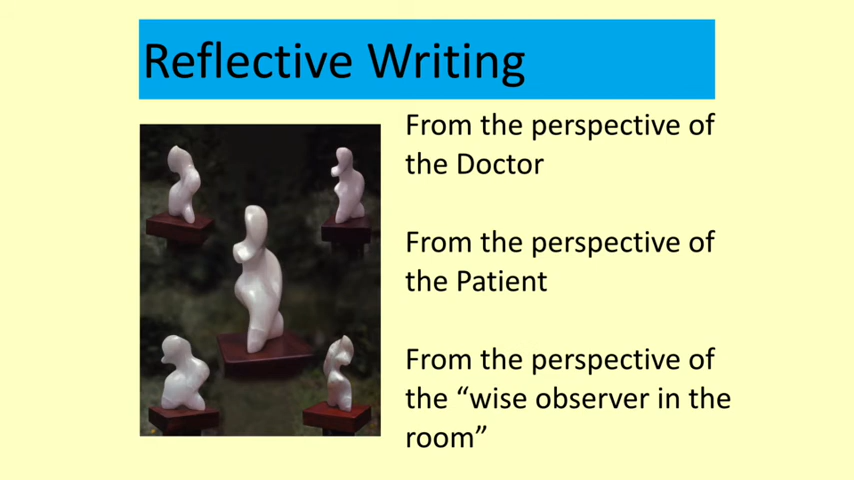 Reflective Writing
From the perspective of
the Doctor
From the perspective of
the Patient
From the perspective of
the “wise observer in the
room”